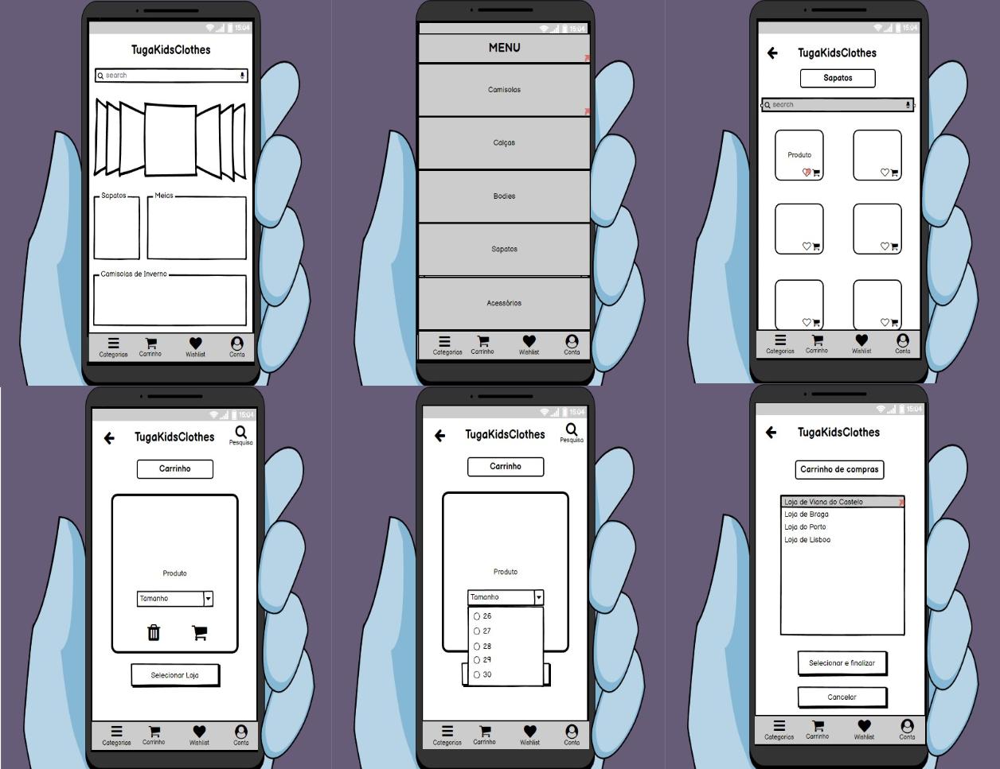 15:04
TugaKidsClothes
search
Sapatos
Meias
Camisolas de Inverno
Categorias Carrinho Wishlist Conta
15:04
MENU
Camisolas
Calças
Bodies
Sapatos
Acessórios
Categorias Carrinho Wishlist Conta
15:04
TugaKidsClothes
Sapatos
search
Produto
Categorias Carrinho Wishlist Conta
15:04
TugaKidsClothes
Pesquisa
Carrinho
Produto
Tamanho
Selecionar Loja
Categorias Carrinho Wishlist Conta
15:04
TugaKidsClothes
Pesquisa
Carrinho
Produto
Tamanho
26
27
28
29
30
Categorias Carrinho Wishlist Conta
15:04
TugaKidsClothes
Carrinho de compras
Loja de Viana do Castelo
Loja de Braga
Loja do Porto
Loja de Lisboa
Selecionar e finalizar
Cancelar
Categorias Carrinho Wishlist Conta